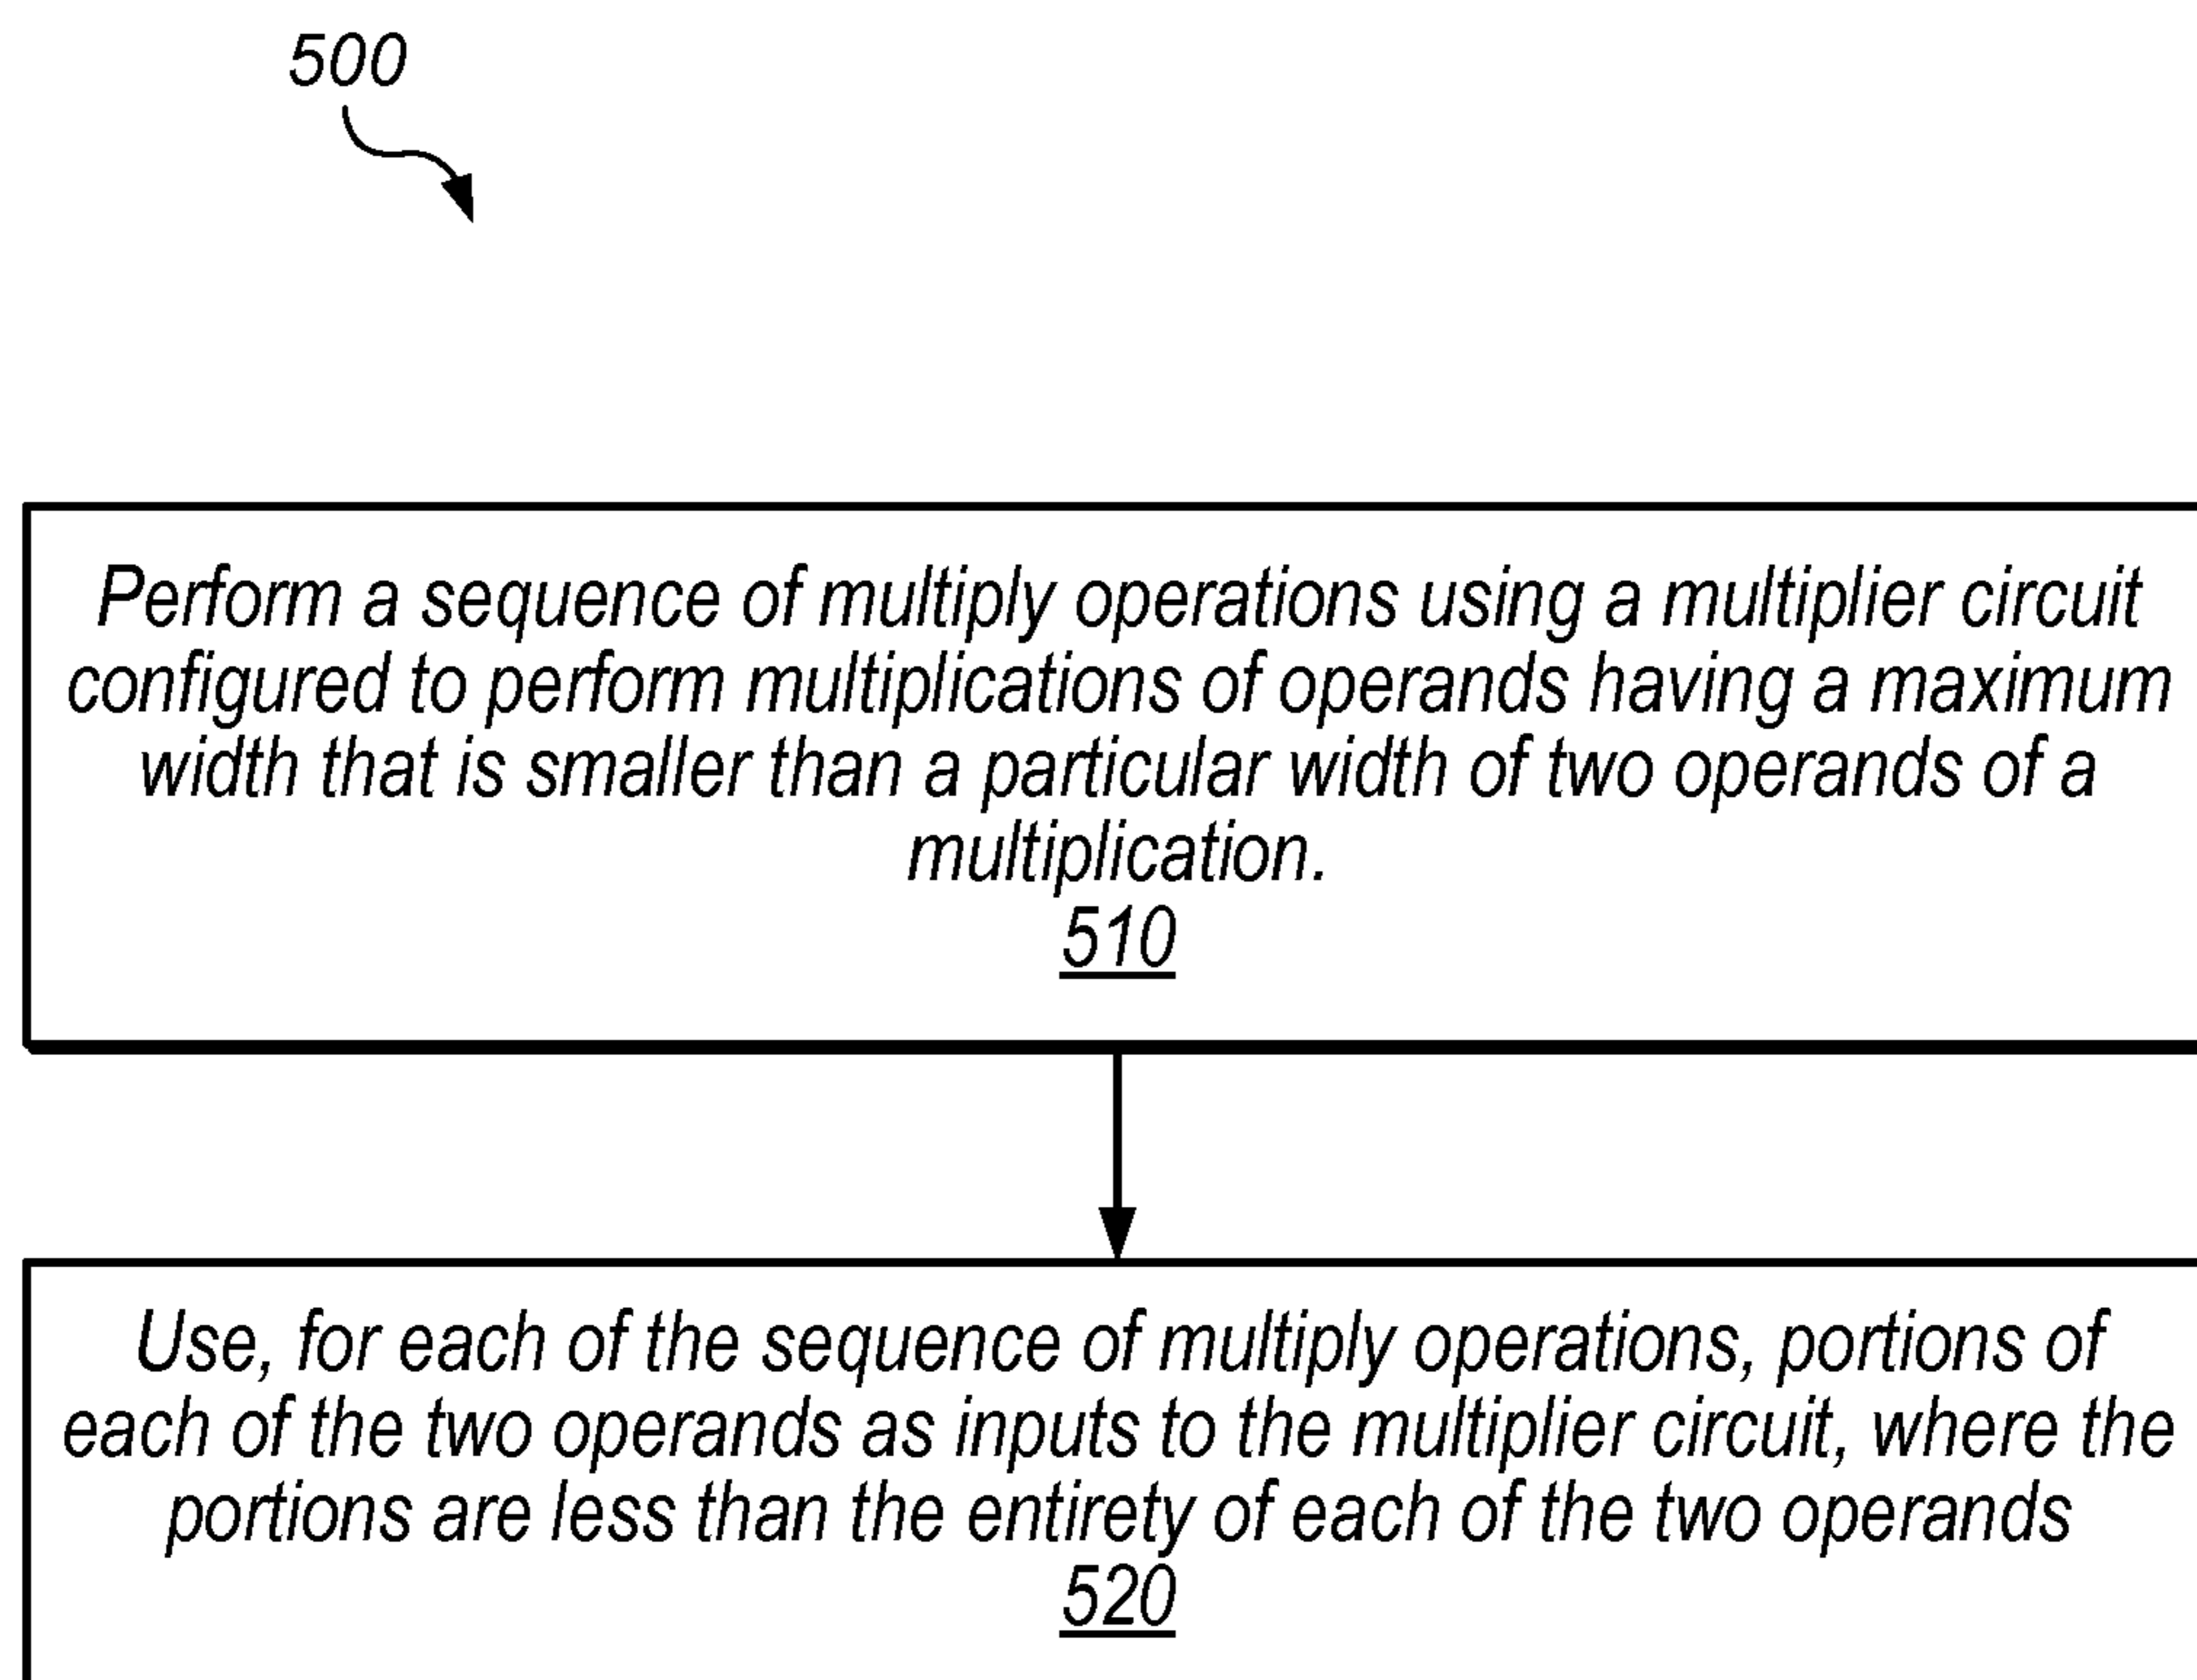 500
Perform a sequence of multiply operations using a multiplier circuit
configured to perform multiplications of operands having a maximum
width that is smaller than a particular width of two operands of a
multiplication.
510
Use, for each of the sequence of multiply operations, portions of
each of the two operands as inputs to the multiplier circuit, where the
portions are less than the entirety of each of the two operands
520